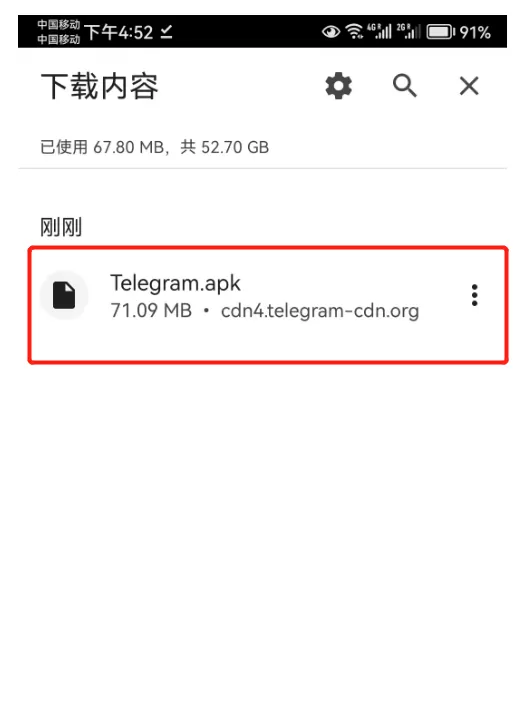 中国移动
中国移动
下午4:52
4G 2G 91%
下载内容
已使用 67.80 MB，共 52.70 GB
刚刚
Telegram.apk
71.09 MB • cdn4.telegram-cdn.org